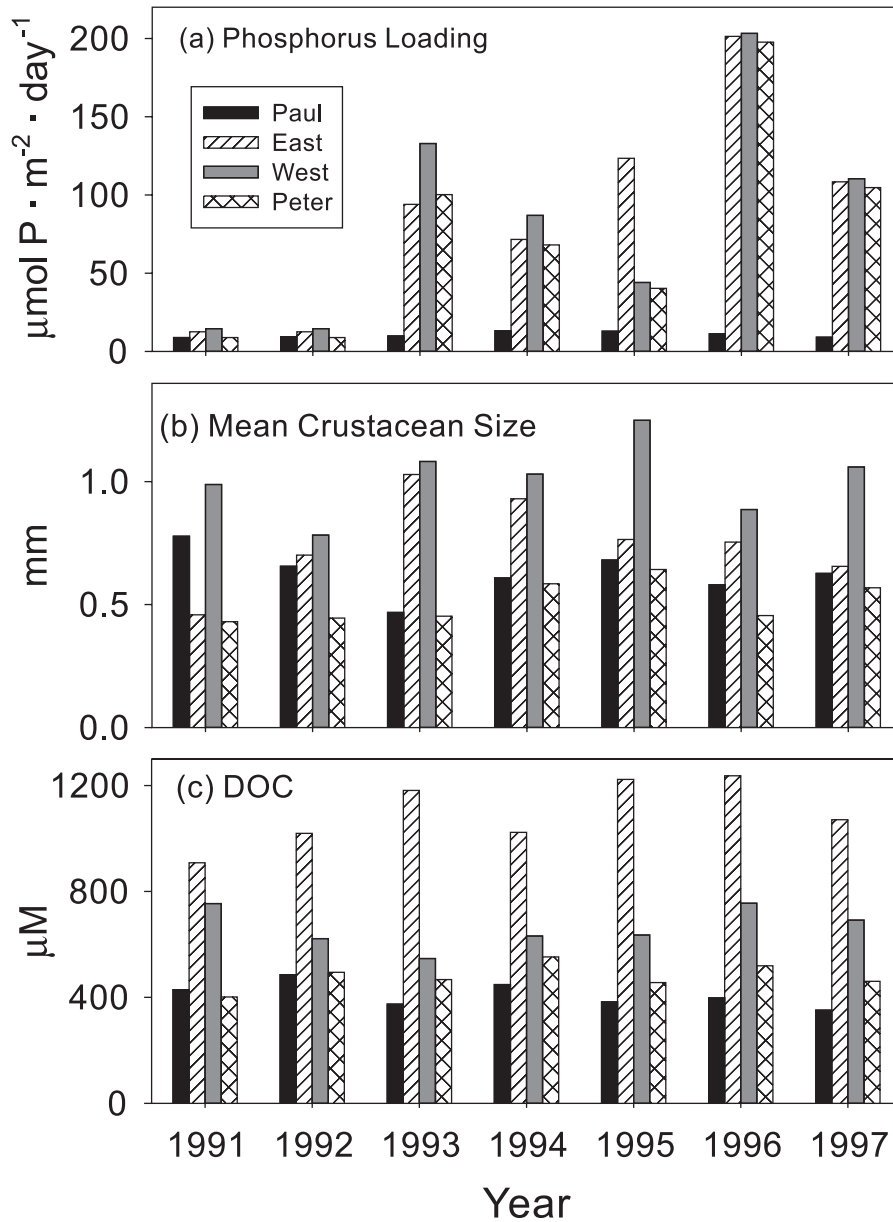 (a) Phosphorus Loading
μmol P · m⁻² · day⁻¹
200
150
100
50
0
Paul
East
West
Peter
(b) Mean Crustacean Size
mm
1.0
0.5
0.0
(c) DOC
μM
1200
800
400
0
1991 1992 1993 1994 1995 1996 1997
Year